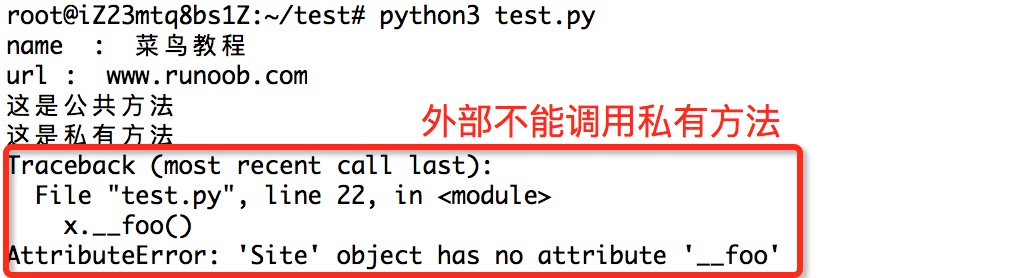 root@iZ23mtq8bs1Z:~/test# python3 test.py
name  :  菜鸟教程
url :  www.runoob.com
这是公共方法
这是私有方法
外部不能调用私有方法
Traceback (most recent call last):
  File "test.py", line 22, in <module>
    x.__foo()
AttributeError: 'Site' object has no attribute '__foo'